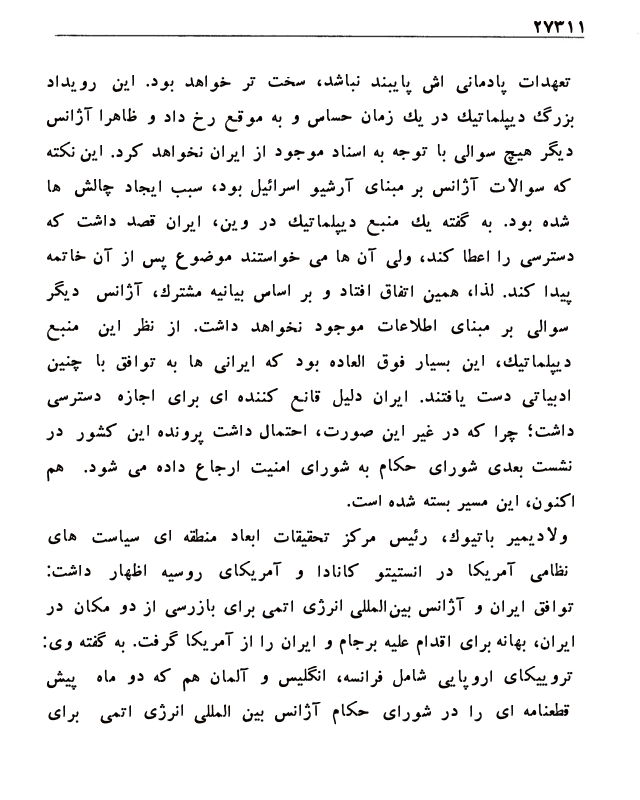 ۲۷۳۱۱
تعهدات پادمانی اش پایبند نباشد، سخت تر خواهد بود. این رویداد
بزرگ دیپلماتیك در یك زمان حساس و به موقع رخ داد و ظاهرا آژانس
دیگر هیچ سوالی با توجه به اسناد موجود از ایران نخواهد کرد. این نکته
که سوالات آژانس بر مبنای آرشیو اسرائیل بود، سبب ایجاد چالش ها
شده بود. به گفته یك منبع دیپلماتیك در وین، ایران قصد داشت که
دسترسی را اعطا کند، ولی آن ها می خواستند موضوع پس از آن خاتمه
پیدا کند. لذا، همین اتفاق افتاد و بر اساس بیانیه مشترك، آژانس دیگر
سوالی بر مبنای اطلاعات موجود نخواهد داشت. از نظر این منبع
دیپلماتیك، این بسیار فوق العاده بود که ایرانی ها به توافق با چنین
ادبیاتی دست یافتند. ایران دلیل قانع کننده ای برای اجازه دسترسی
داشت؛ چرا که در غیر این صورت، احتمال داشت پرونده این کشور در
نشست بعدی شورای حکام به شورای امنیت ارجاع داده می شود. هم
اکنون، این مسیر بسته شده است.
ولادیمیر باتیوك، رئیس مرکز تحقیقات ابعاد منطقه ای سیاست های
نظامی آمریکا در انستیتو کانادا و آمریکای روسیه اظهار داشت:
توافق ایران و آژانس بین‌المللی انرژی اتمی برای بازرسی از دو مکان در
ایران، بهانه برای اقدام علیه برجام و ایران را از آمریکا گرفت. به گفته وی:
تروییکای اروپایی شامل فرانسه، انگلیس و آلمان هم که دو ماه پیش
قطعنامه ای را در شورای حکام آژانس بین المللی انرژی اتمی برای